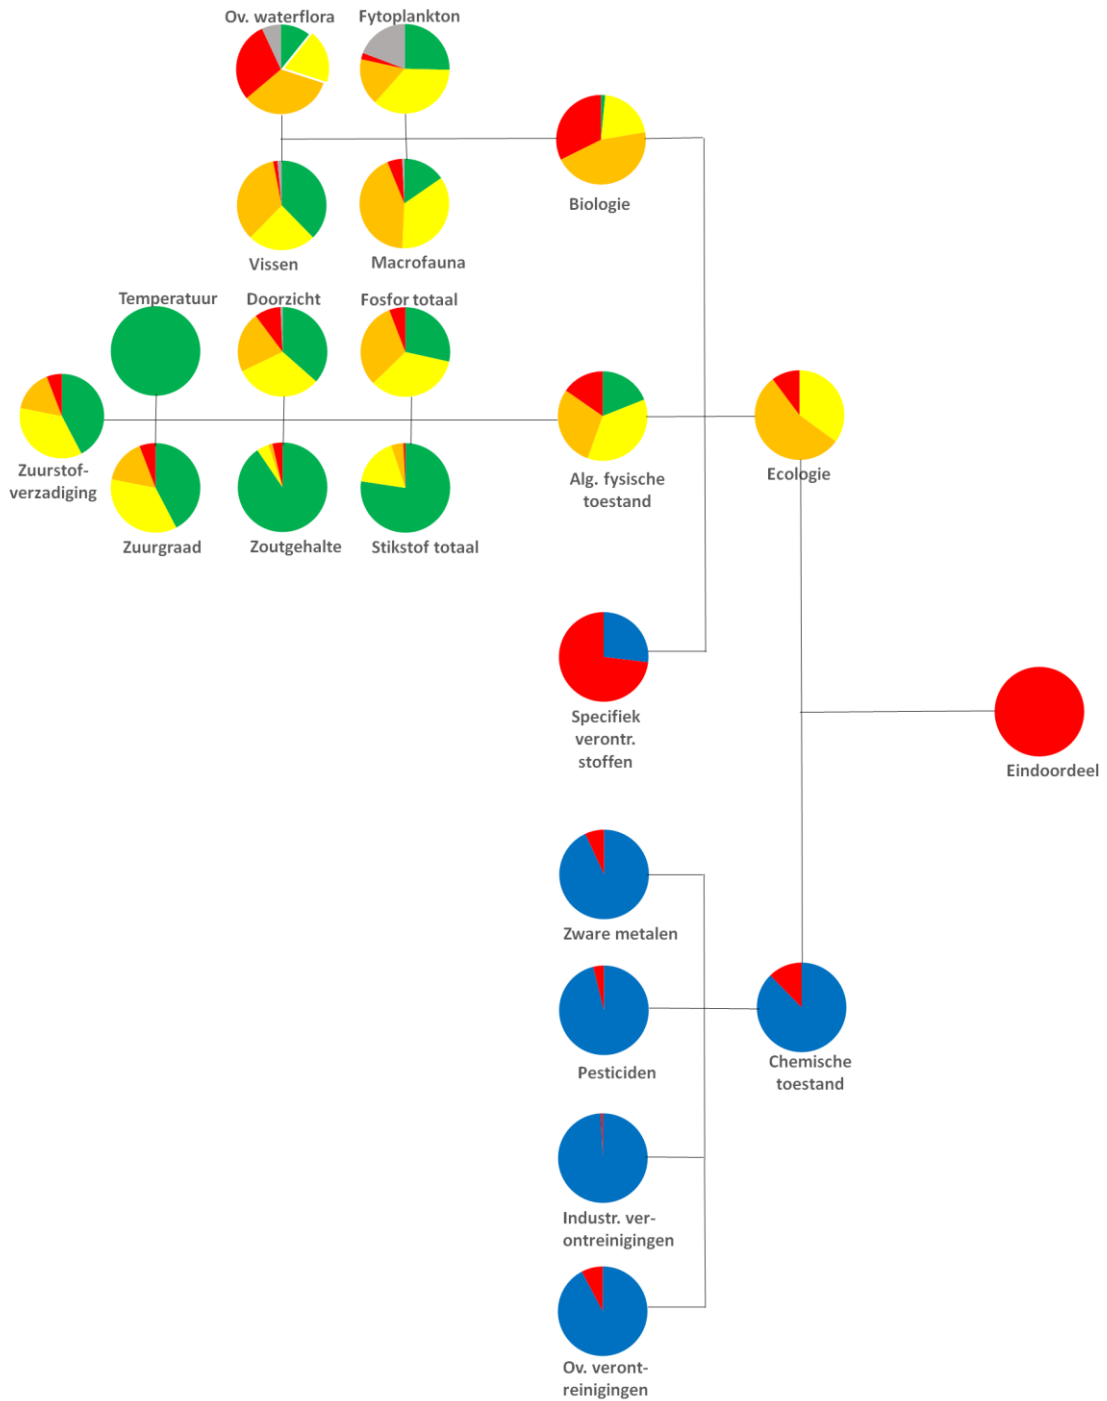 Ov. waterflora
Fytoplankton
Biologie
Vissen
Macrofauna
Temperatuur
Doorzicht
Fosfor totaal
Zuurstof-
verzadiging
Alg. fysische
toestand
Ecologie
Zuurgraad
Zoutgehalte
Stikstof totaal
Specifiek
verontr.
stoffen
Eindoordeel
Zware metalen
Pesticiden
Chemische
toestand
Industr. ver-
ontreinigingen
Ov. veront-
reinigingen